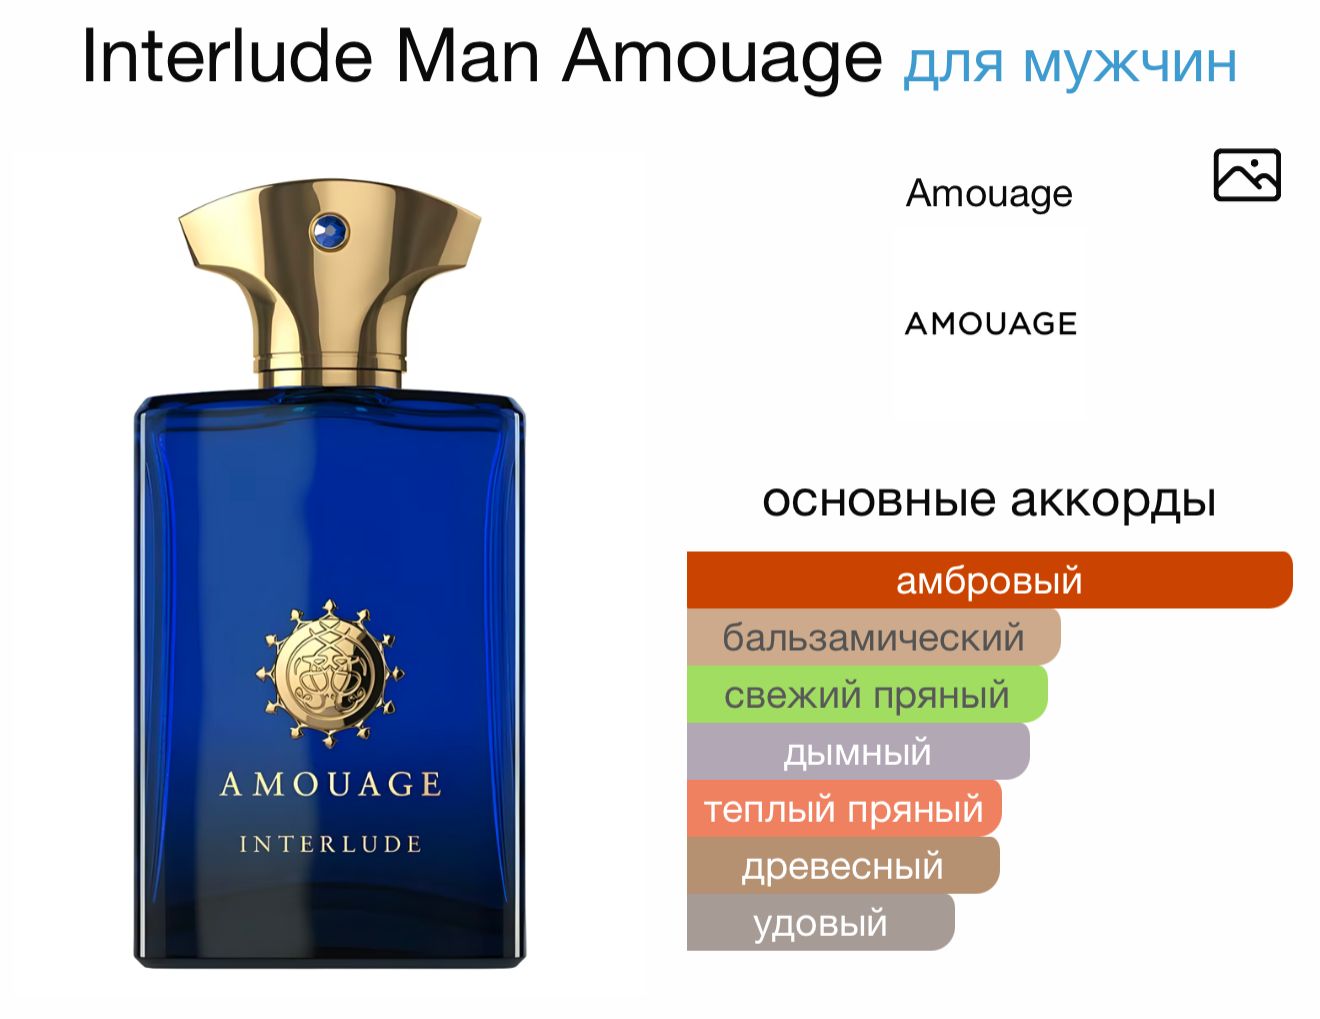 Interlude Man Amouage для мужчин
Amouage
AMOUAGE
основные аккорды
амбровый
бальзамический
свежий пряный
дымный
теплый пряный
древесный
удовый
AMOUAGE
INTERLUDE